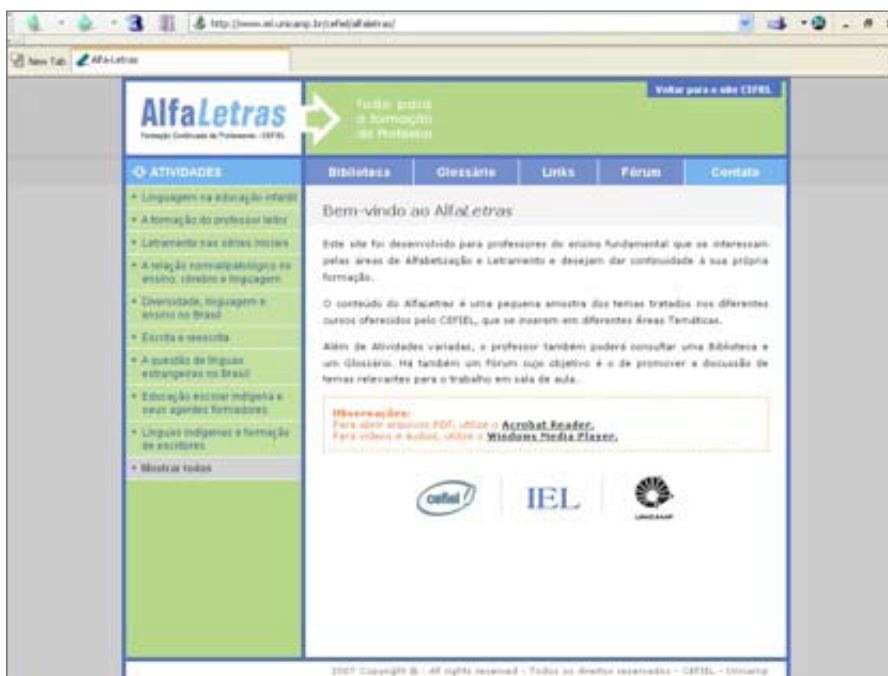 http://www.iel.unicamp.br/cefiel/alfaletras/
New Tab
Alfa-Letras
Voltar para o site CEFIEL
AlfaLetras
Formação Continuada de Professores - CEFIEL
Tudo para
a formação
do Professor
ATIVIDADES
Biblioteca
Glossário
Links
Fórum
Contato
Linguagem na educação infantil
A formação do professor leitor
Letramento nas séries iniciais
A relação normal/patológico no
ensino: cérebro e linguagem
Diversidade, linguagem e
ensino no Brasil
Escrita e reescrita
A questão de línguas
estrangeiras no Brasil
Educação escolar indígena e
seus agentes formadores
Línguas indígenas e formação
de escritores
Mostrar todas
Bem-vindo ao AlfaLetras
Este site foi desenvolvido para professores do ensino fundamental que se interessam
pelas áreas de Alfabetização e Letramento e desejam dar continuidade à sua própria
formação.
O conteúdo do AlfaLetras é uma pequena amostra dos temas tratados nos diferentes
cursos oferecidos pelo CEFIEL, que se inserem em diferentes Áreas Temáticas.
Além de Atividades variadas, o professor também poderá consultar uma Biblioteca e
um Glossário. Há também um Fórum cujo objetivo é o de promover a discussão de
temas relevantes para o trabalho em sala de aula.
Observações:
Para abrir arquivos PDF, utilize o Acrobat Reader.
Para vídeos e áudios, utilize o Windows Media Player.
cefiel
IEL
UNICAMP
2007 Copyright © - All rights reserved - Todos os direitos reservados - CEFIEL - Unicamp